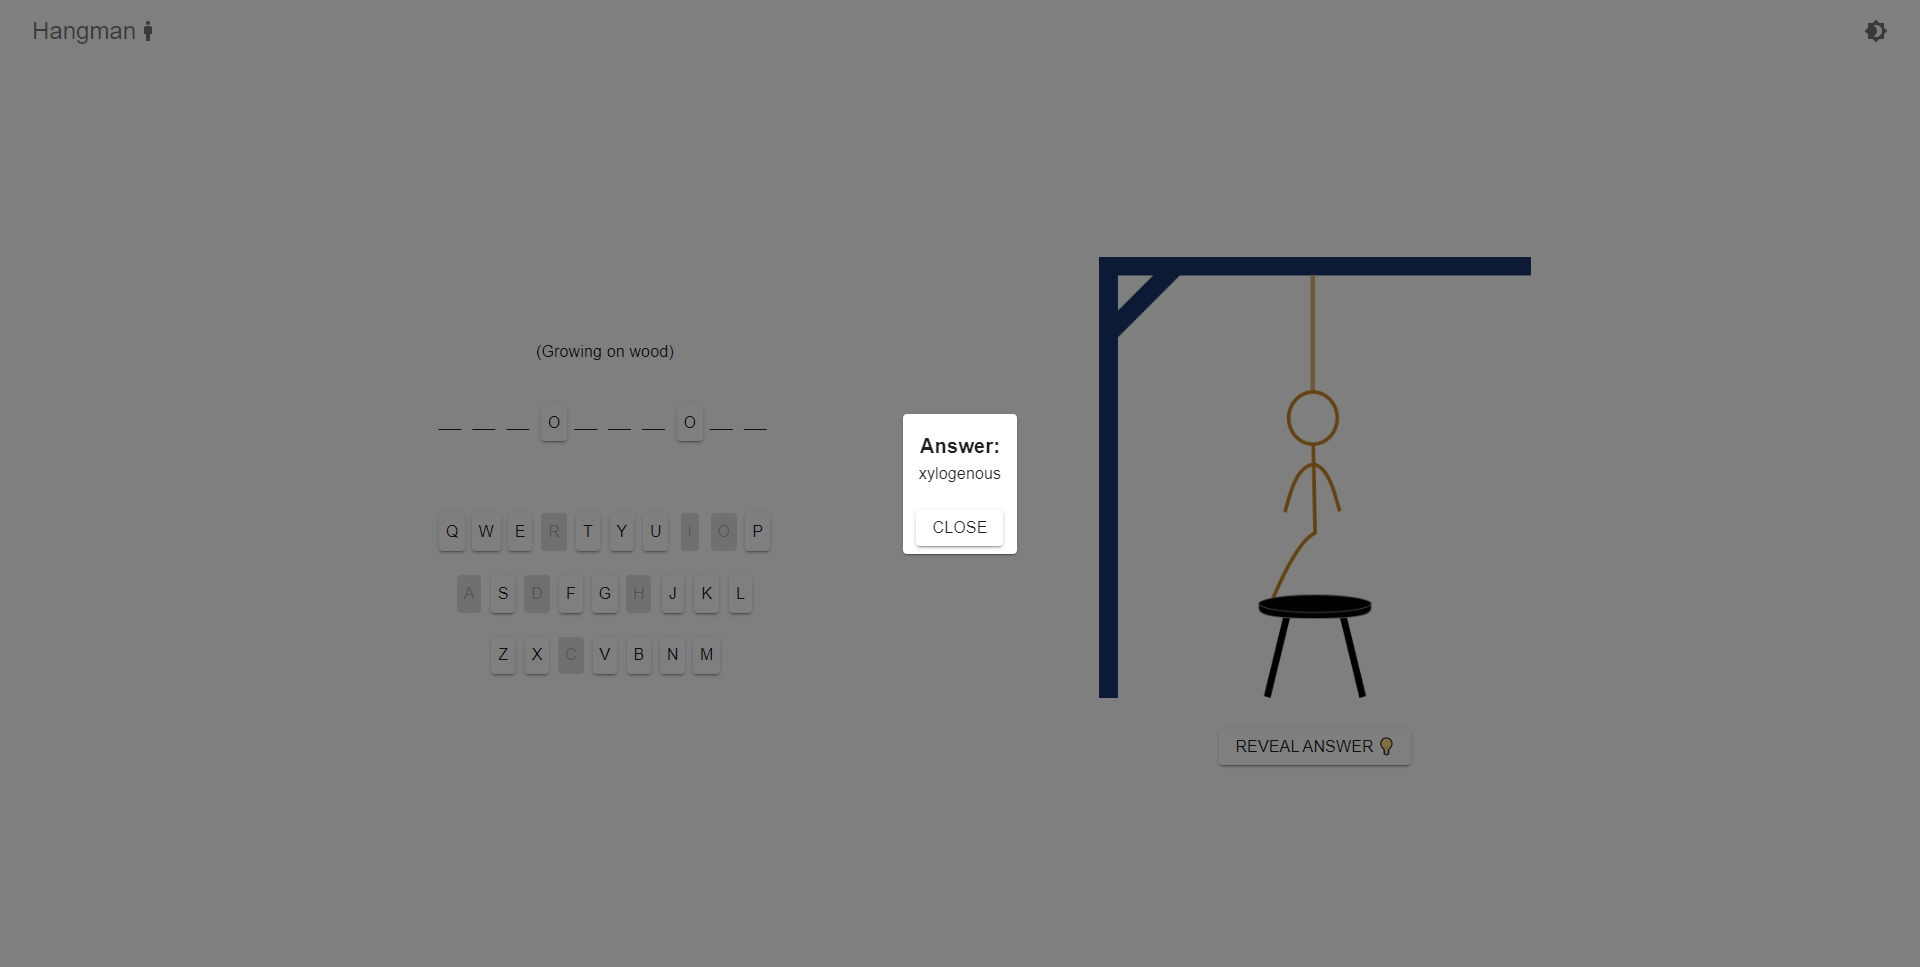 Hangman
(Growing on wood)
O O
Answer:
xylogenous
CLOSE
Q W E R T Y U I O P
A S D F G H J K L
Z X C V B N M
REVEAL ANSWER